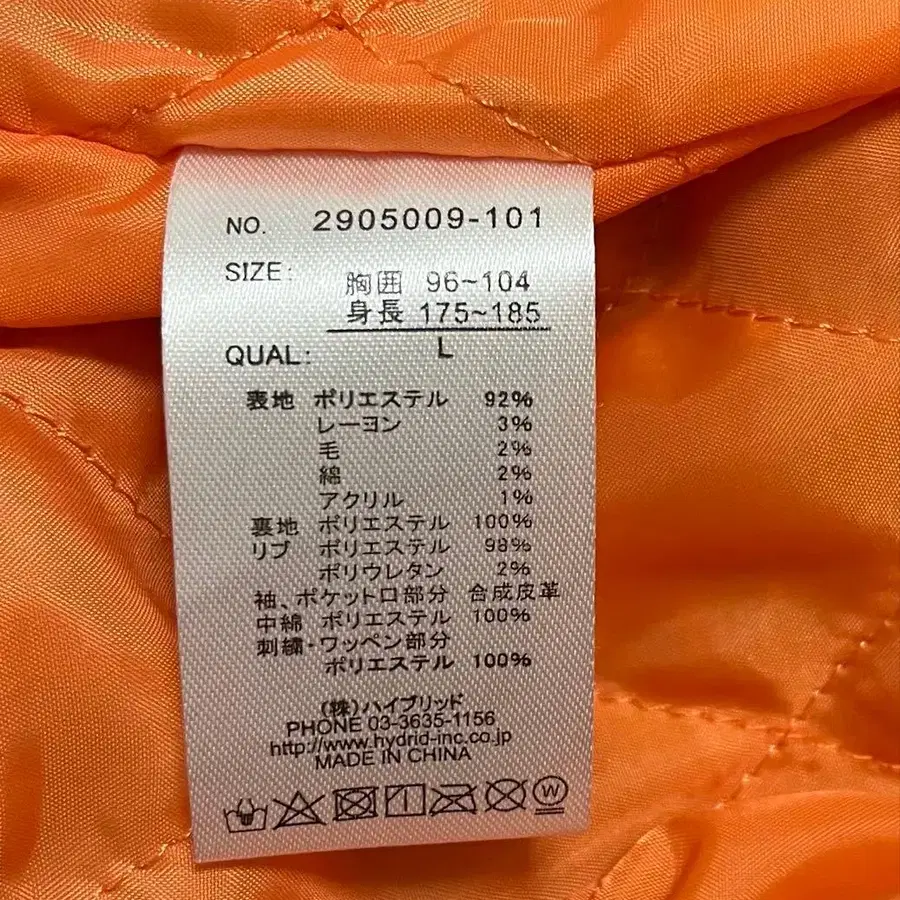 NO. 2905009-101
SIZE: 胸囲 96~104
身長 175~185
QUAL: L
表地 ポリエステル 92%
レーヨン 3%
毛 2%
綿 2%
アクリル 1%
裏地 ポリエステル 100%
リブ ポリエステル 98%
ポリウレタン 2%
袖、ポケット口部分 合成皮革
中綿 ポリエステル 100%
刺繍・ワッペン部分
ポリエステル 100%
(株)ハイブリッド
PHONE 03-3635-1156
http://www.hydrid-inc.co.jp
MADE IN CHINA
W